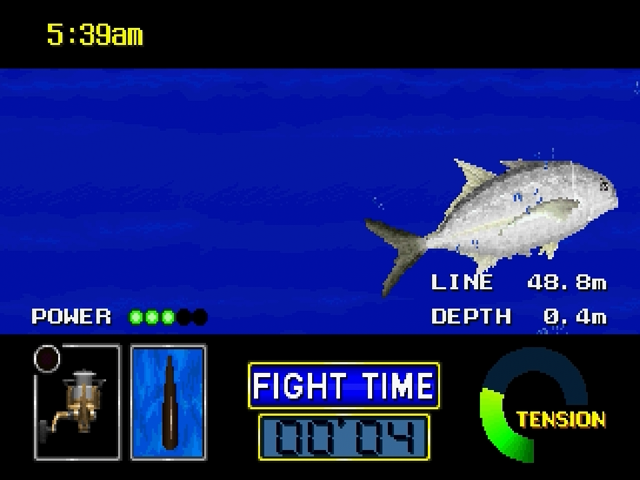 5:39am
LINE 48.8m
POWER
DEPTH 0.4m
FIGHT TIME
00'04
TENSION